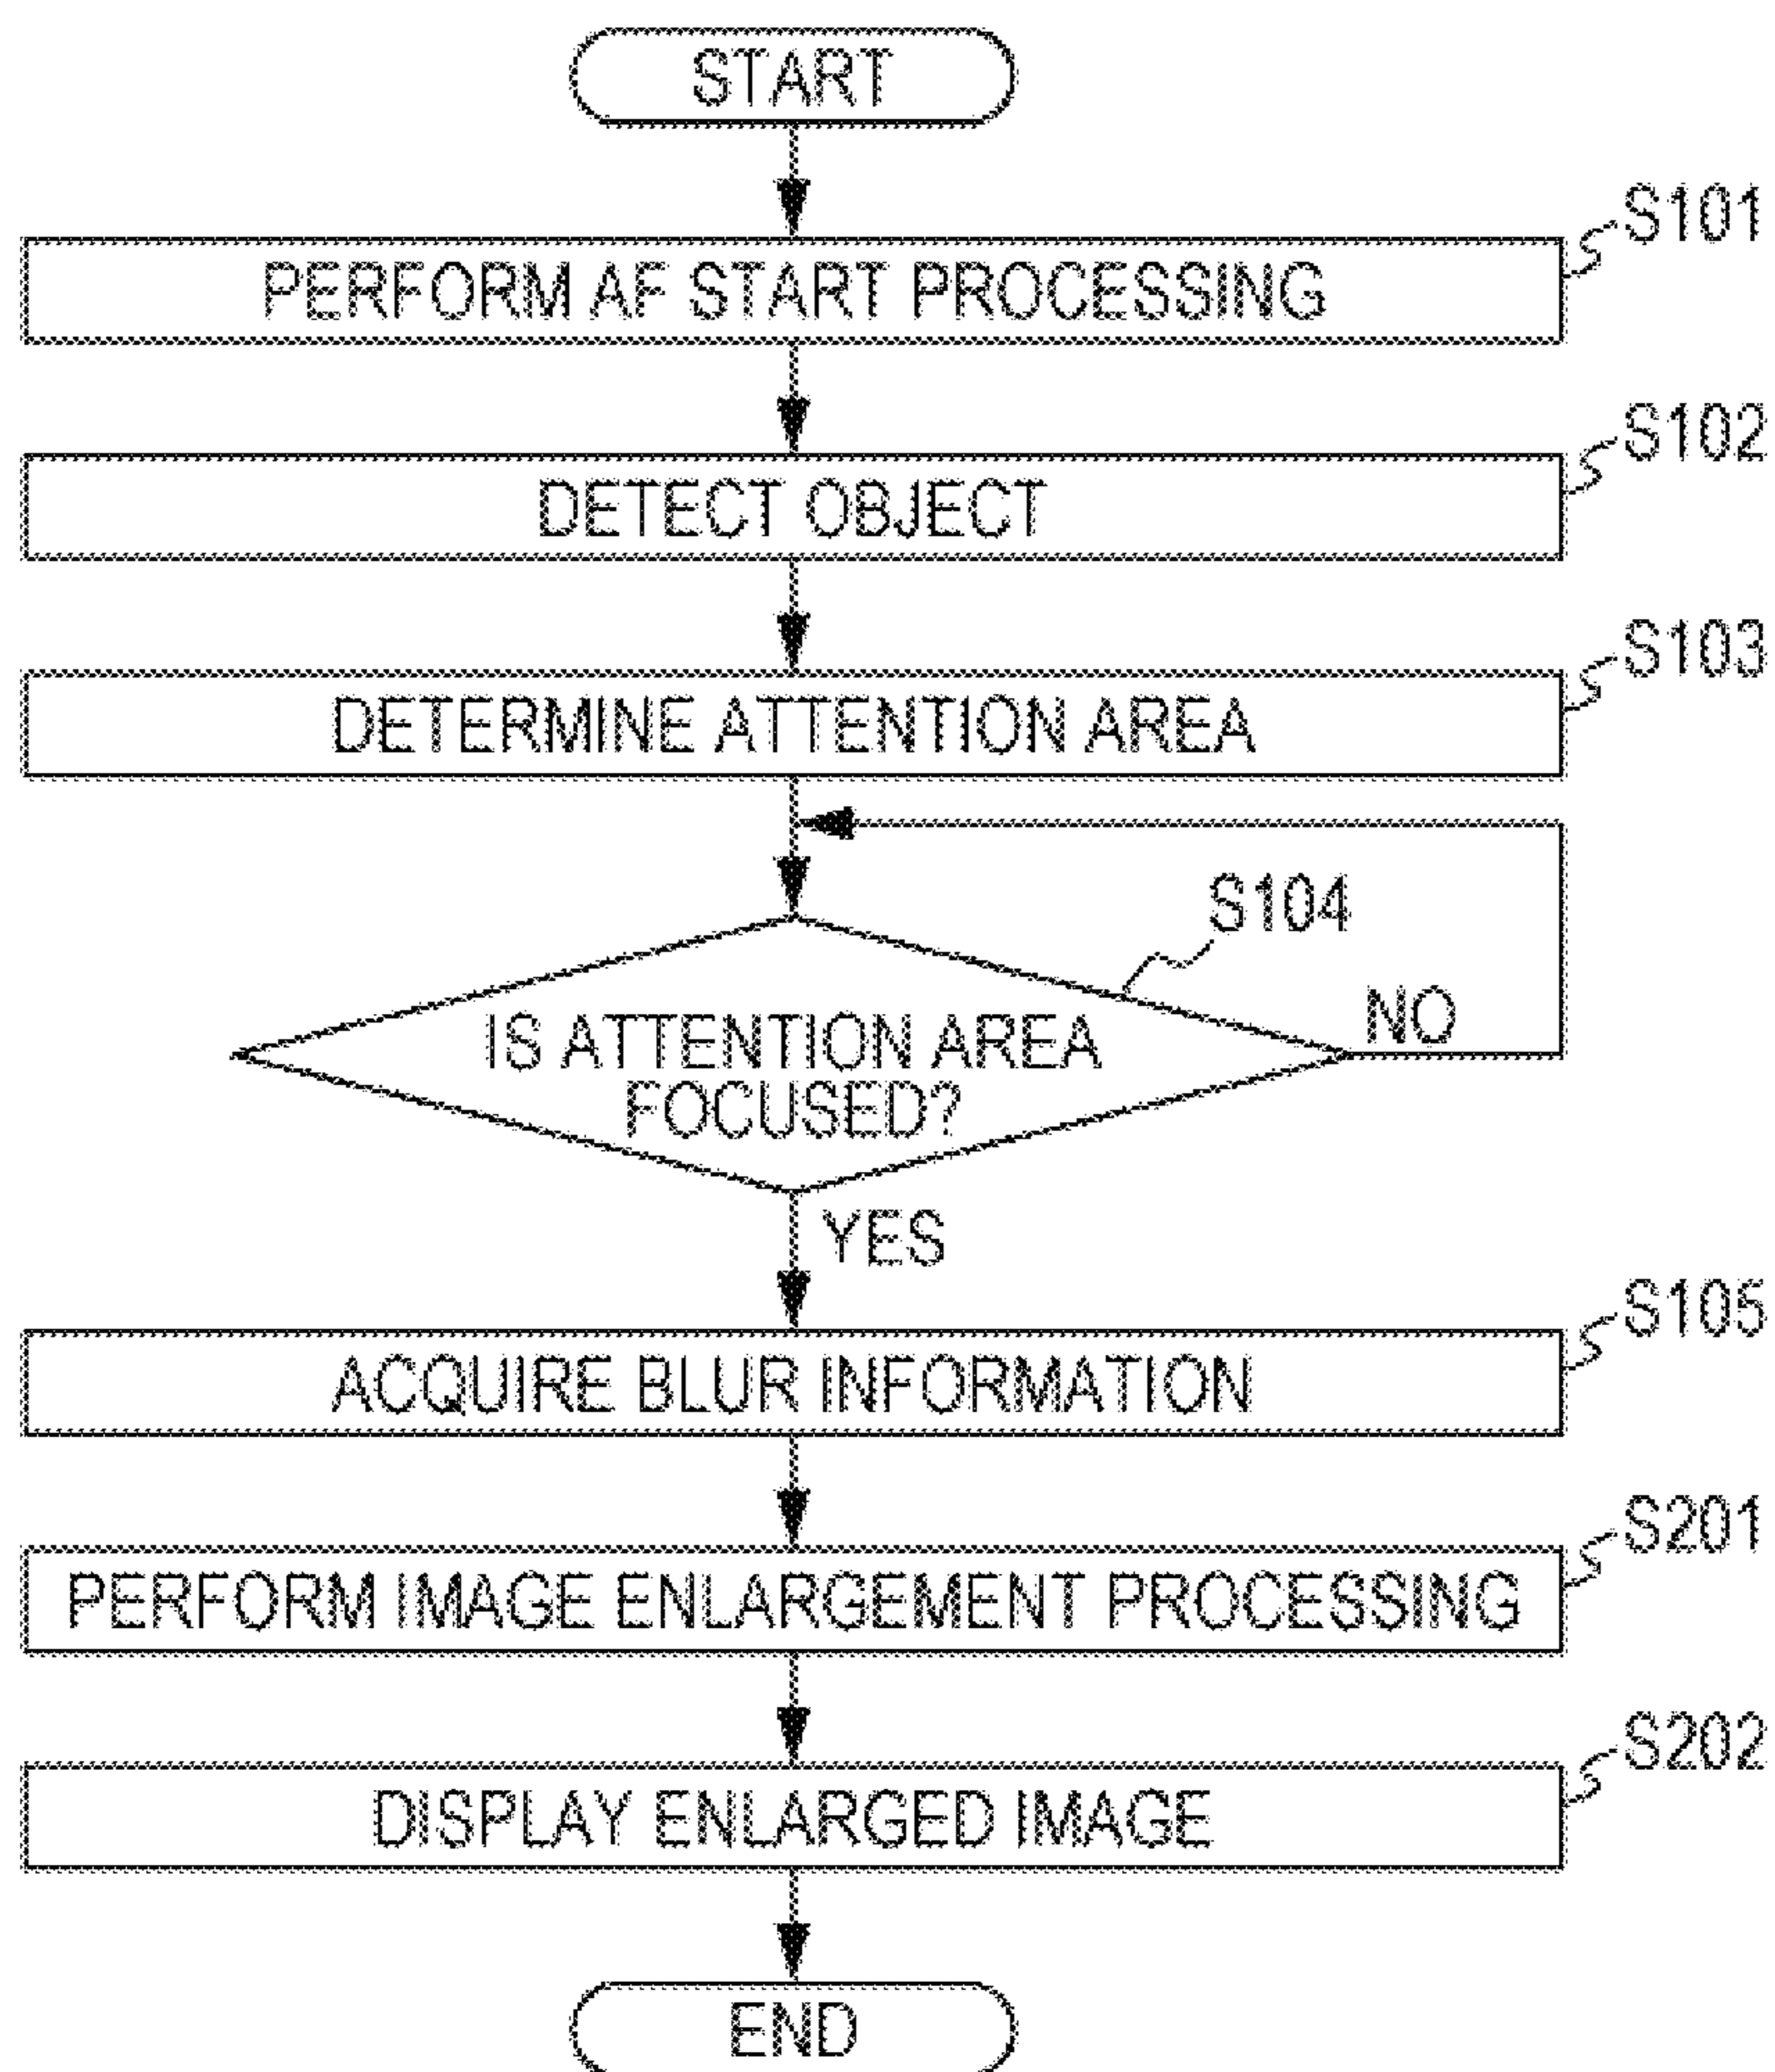 START
S101
PERFORM AF START PROCESSING
S102
DETECT OBJECT
S103
DETERMINE ATTENTION AREA
S104
NO
IS ATTENTION AREA
FOCUSED?
YES
S105
ACQUIRE BLUR INFORMATION
S201
PERFORM IMAGE ENLARGEMENT PROCESSING
S202
DISPLAY ENLARGED IMAGE
END